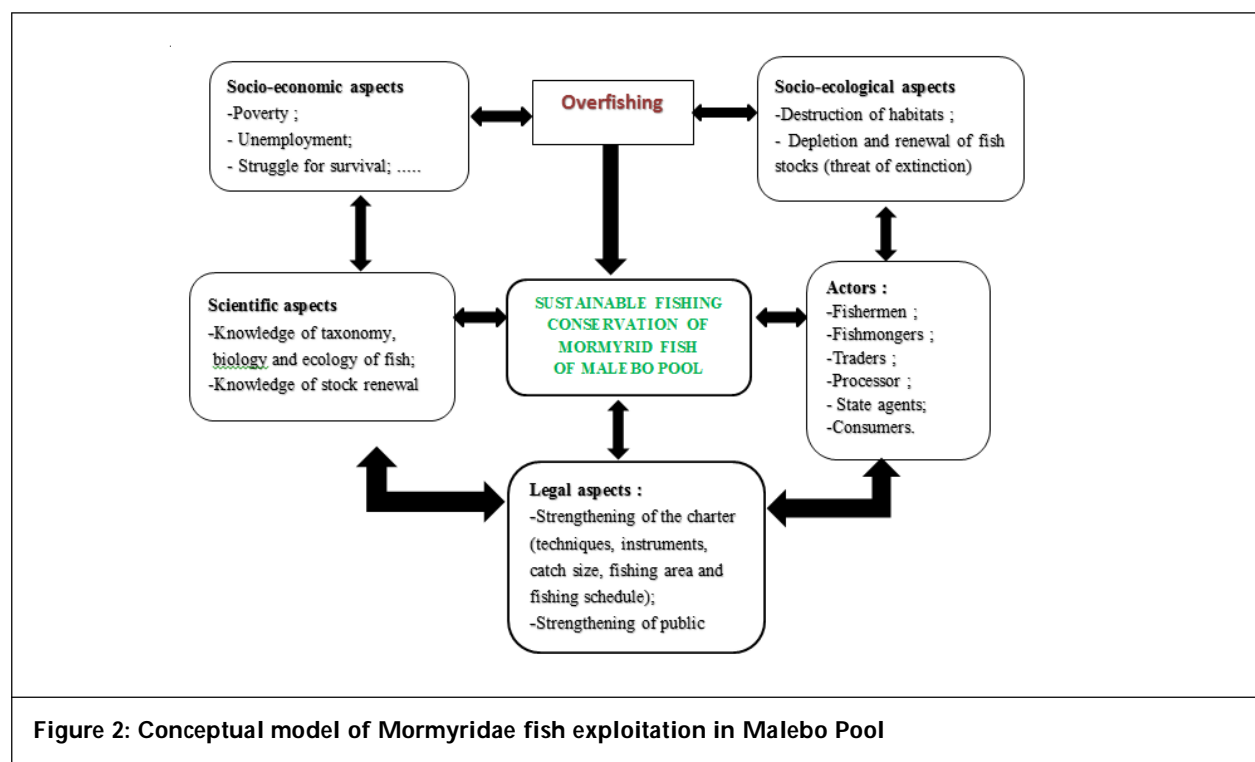 Socio-economic aspects
-Poverty ;
- Unemployment;
- Struggle for survival; .....
Overfishing
Socio-ecological aspects
-Destruction of habitats ;
- Depletion and renewal of fish
stocks (threat of extinction)
Scientific aspects
-Knowledge of taxonomy,
biology and ecology of fish;
-Knowledge of stock renewal
SUSTAINABLE FISHING
CONSERVATION OF
MORMYRID FISH
OF MALEBO POOL
Actors :
-Fishermen ;
-Fishmongers ;
-Traders ;
-Processor ;
- State agents;
-Consumers.
Legal aspects :
-Strengthening of the charter
(techniques, instruments,
catch size, fishing area and
fishing schedule);
-Strengthening of public
Figure 2: Conceptual model of Mormyridae fish exploitation in Malebo Pool